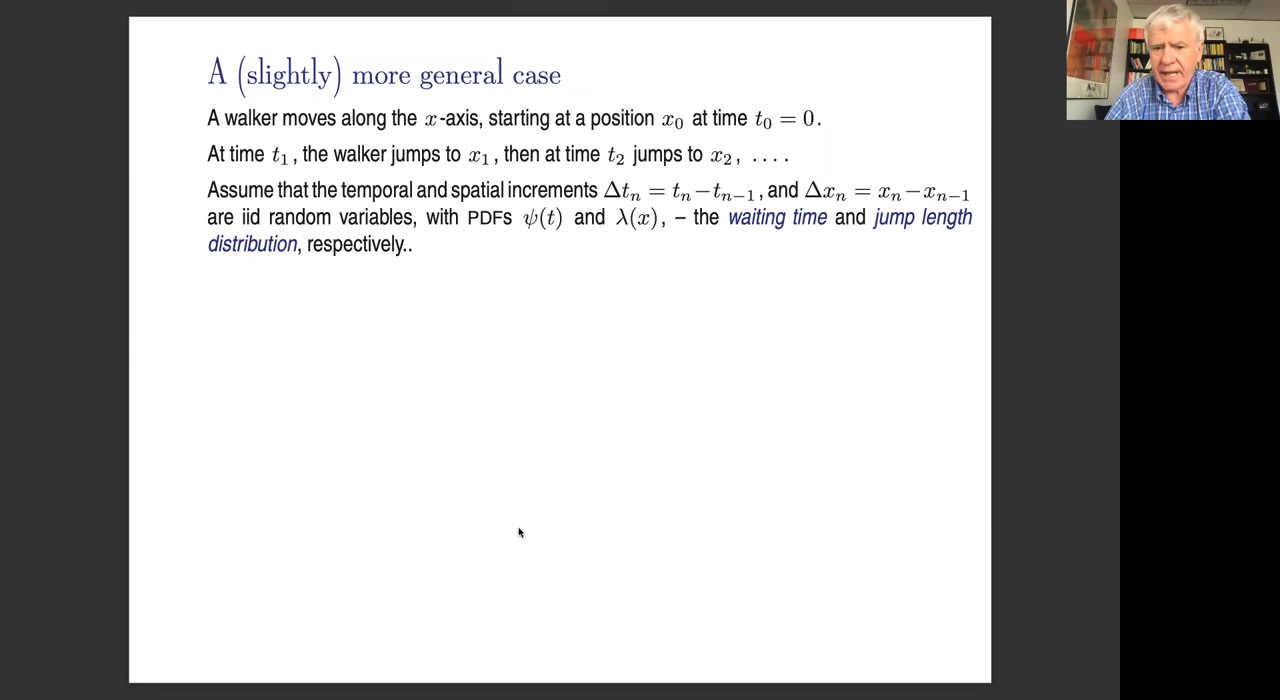 A (slightly) more general case
A walker moves along the x-axis, starting at a position x₀ at time t₀ = 0.
At time t₁, the walker jumps to x₁, then at time t₂ jumps to x₂, ....
Assume that the temporal and spatial increments Δtₙ = tₙ−tₙ₋₁, and Δxₙ = xₙ−xₙ₋₁
are iid random variables, with PDFs ψ(t) and λ(x), – the waiting time and jump length
distribution, respectively..